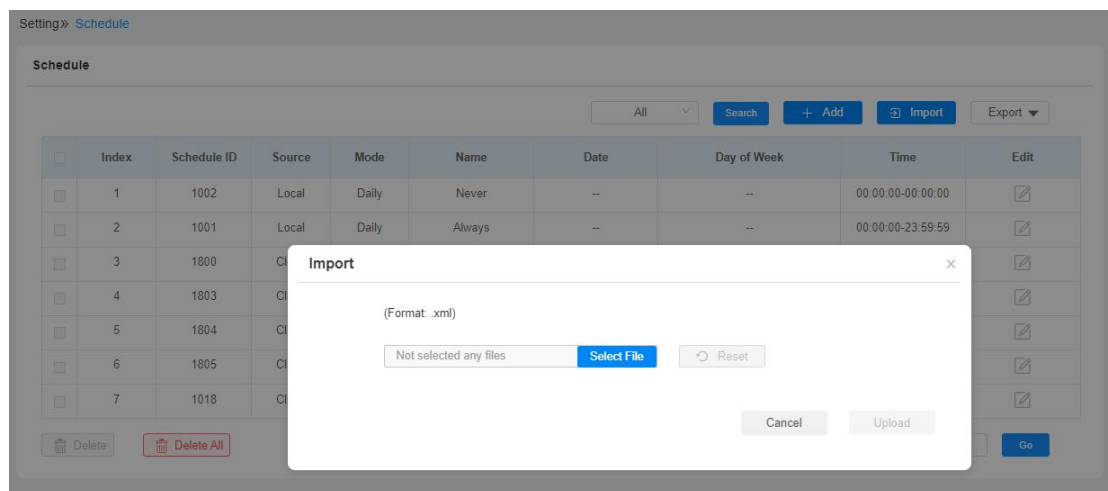 Setting» Schedule
Schedule
All Search + Add Import Export
Index Schedule ID Source Mode Name Date Day of Week Time Edit
1 1002 Local Daily Never -- -- 00:00:00-00:00:00
2 1001 Local Daily Always -- -- 00:00:00-23:59:59
3 1800
4 1803
5 1804
6 1805
7 1018
Import
(Format: .xml)
Not selected any files Select File Reset
Cancel Upload
Delete Delete All Go